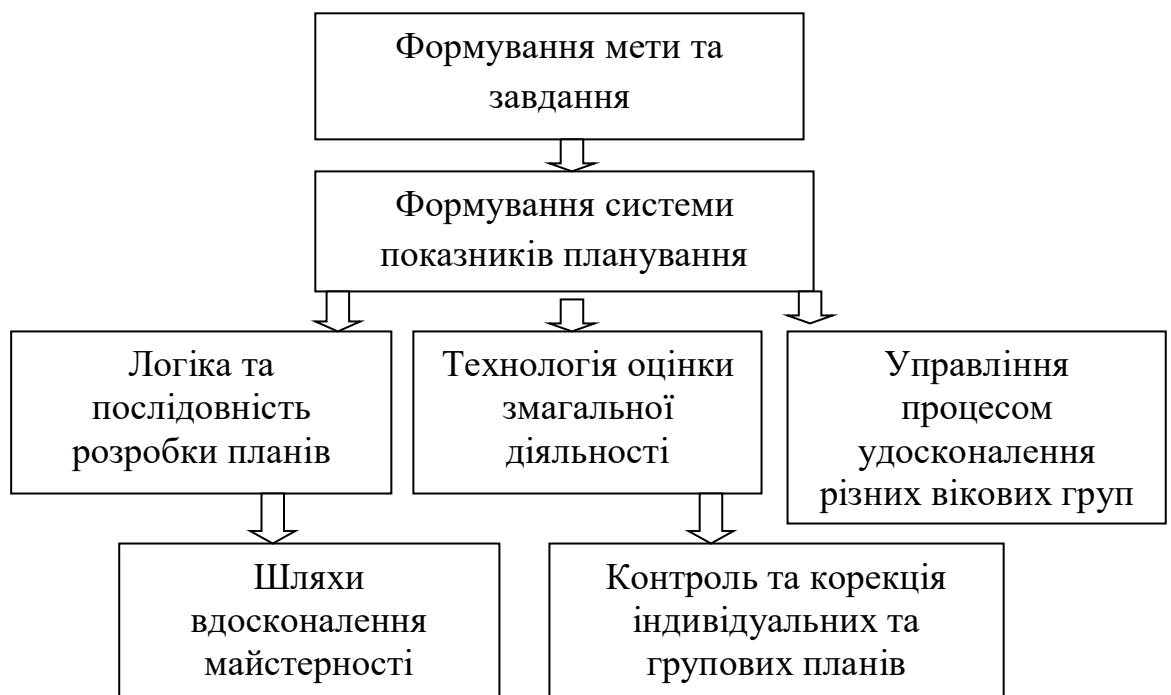 Формування мети та
завдання
Формування системи
показників планування
Логіка та
послідовність
розробки планів
Технологія оцінки
змагальної
діяльності
Управління
процесом
удосконалення
різних вікових груп
Шляхи
вдосконалення
майстерності
Контроль та корекція
індивідуальних та
групових планів